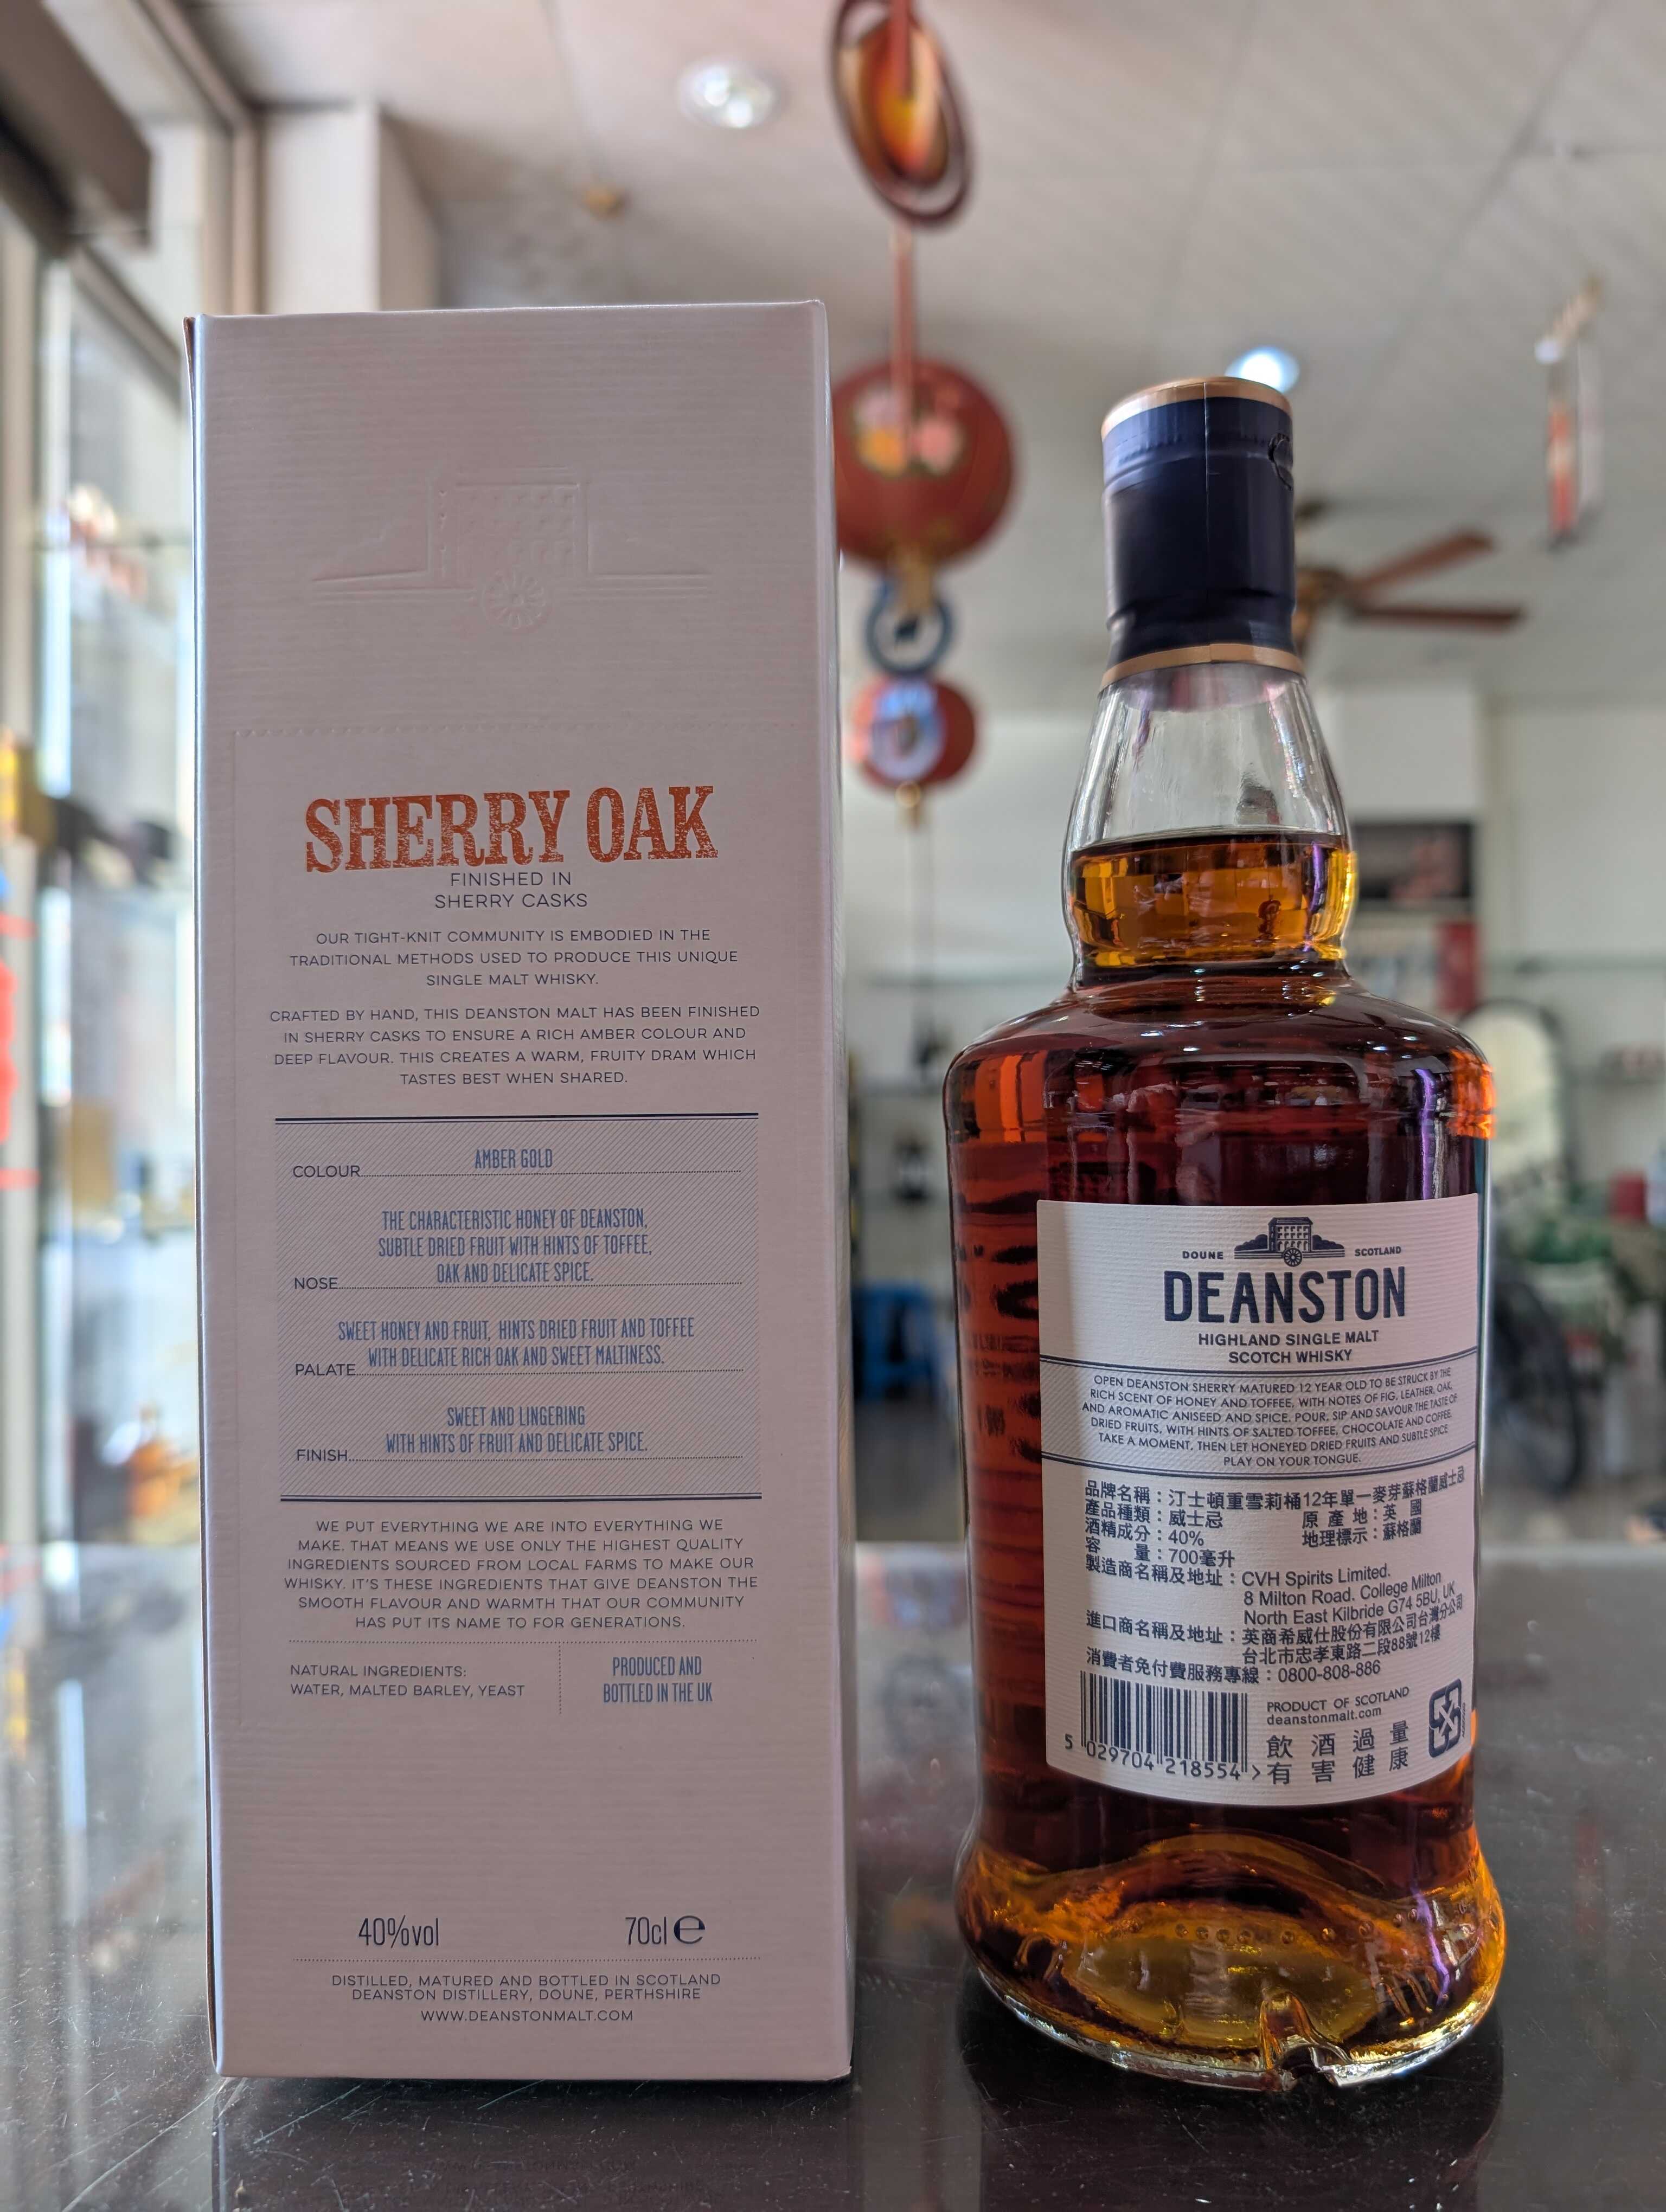 SHERRY OAK
FINISHED IN
SHERRY CASKS
OUR TIGHT-KNIT COMMUNITY IS EMBODIED IN THE
TRADITIONAL METHODS USED TO PRODUCE THIS UNIQUE
SINGLE MALT WHISKY.
CRAFTED BY HAND, THIS DEANSTON MALT HAS BEEN FINISHED
IN SHERRY CASKS TO ENSURE A RICH AMBER COLOUR AND
DEEP FLAVOUR. THIS CREATES A WARM, FRUITY DRAM WHICH
TASTES BEST WHEN SHARED.
COLOUR AMBER GOLD
THE CHARACTERISTIC HONEY OF DEANSTON,
SUBTLE DRIED FRUIT WITH HINTS OF TOFFEE,
NOSE OAK AND DELICATE SPICE.
SWEET HONEY AND FRUIT, HINTS DRIED FRUIT AND TOFFEE
PALATE WITH DELICATE RICH OAK AND SWEET MALTINESS.
SWEET AND LINGERING
FINISH WITH HINTS OF FRUIT AND DELICATE SPICE.
WE PUT EVERYTHING WE ARE INTO EVERYTHING WE
MAKE. THAT MEANS WE USE ONLY THE HIGHEST QUALITY
INGREDIENTS SOURCED FROM LOCAL FARMS TO MAKE OUR
WHISKY. IT'S THESE INGREDIENTS THAT GIVE DEANSTON THE
SMOOTH FLAVOUR AND WARMTH THAT OUR COMMUNITY
HAS PUT ITS NAME TO FOR GENERATIONS.
NATURAL INGREDIENTS:
WATER, MALTED BARLEY, YEAST
PRODUCED AND
BOTTLED IN THE UK
40%vol 70cl e
DISTILLED, MATURED AND BOTTLED IN SCOTLAND
DEANSTON DISTILLERY, DOUNE, PERTHSHIRE
WWW.DEANSTONMALT.COM
DOUNE SCOTLAND
DEANSTON
HIGHLAND SINGLE MALT
SCOTCH WHISKY
OPEN DEANSTON SHERRY MATURED 12 YEAR OLD TO BE STRUCK BY THE
RICH SCENT OF HONEY AND TOFFEE, WITH NOTES OF FIG, LEATHER, OAK,
AND AROMATIC ANISEED AND SPICE. POUR, SIP AND SAVOUR THE TASTE OF
DRIED FRUITS, WITH HINTS OF SALTED TOFFEE, CHOCOLATE AND COFFEE.
TAKE A MOMENT, THEN LET HONEYED DRIED FRUITS AND SUBTLE SPICE
PLAY ON YOUR TONGUE.
品牌名稱：汀士頓重雪莉桶12年單一麥芽蘇格蘭威士忌
產品種類：威士忌 原產地：英國
酒精成分：40% 地理標示：蘇格蘭
容量：700毫升
製造商名稱及地址：CVH Spirits Limited.
8 Milton Road. College Milton
North East Kilbride G74 5BU, UK
進口商名稱及地址：英商希威仕股份有限公司台灣分公司
台北市忠孝東路二段88號12樓
消費者免付費服務專線：0800-808-886
PRODUCT OF SCOTLAND
deanstonmalt.com
飲酒過量
有害健康
5 029704 218554 >